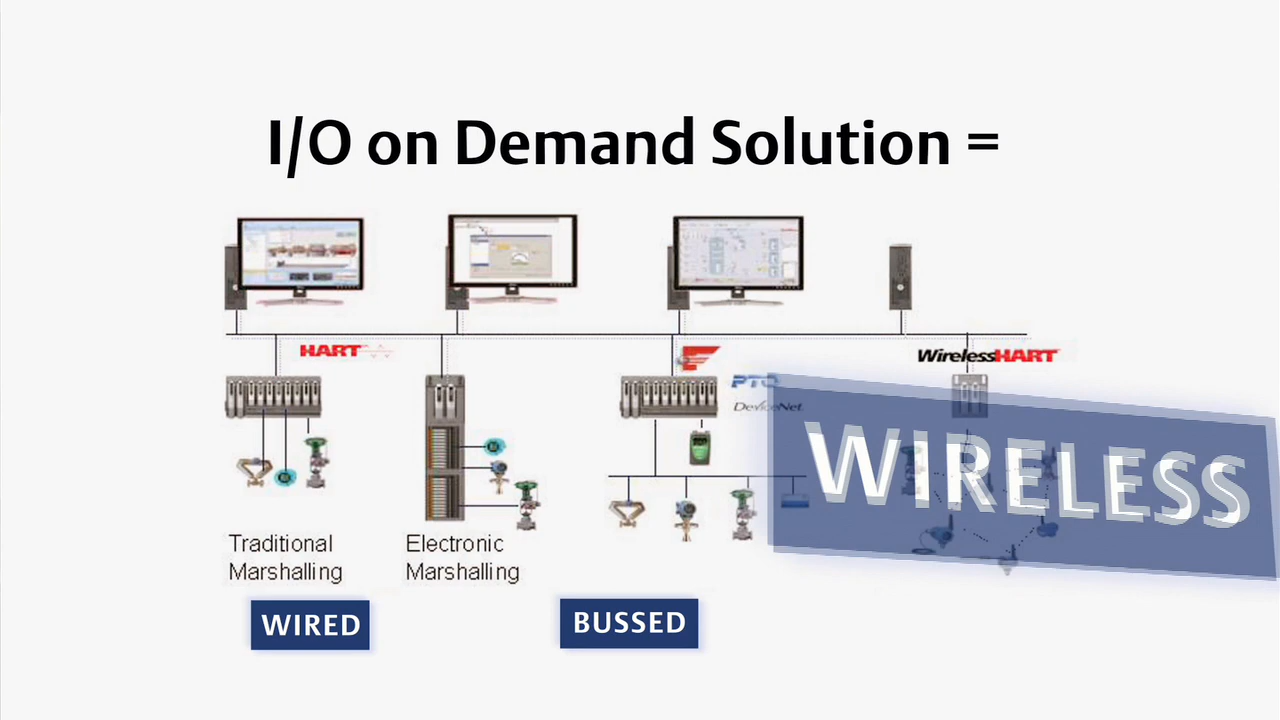 I/O on Demand Solution =
HART
WirelessHART
DeviceNet
WIRELESS
Traditional
Marshalling
Electronic
Marshalling
WIRED
BUSSED